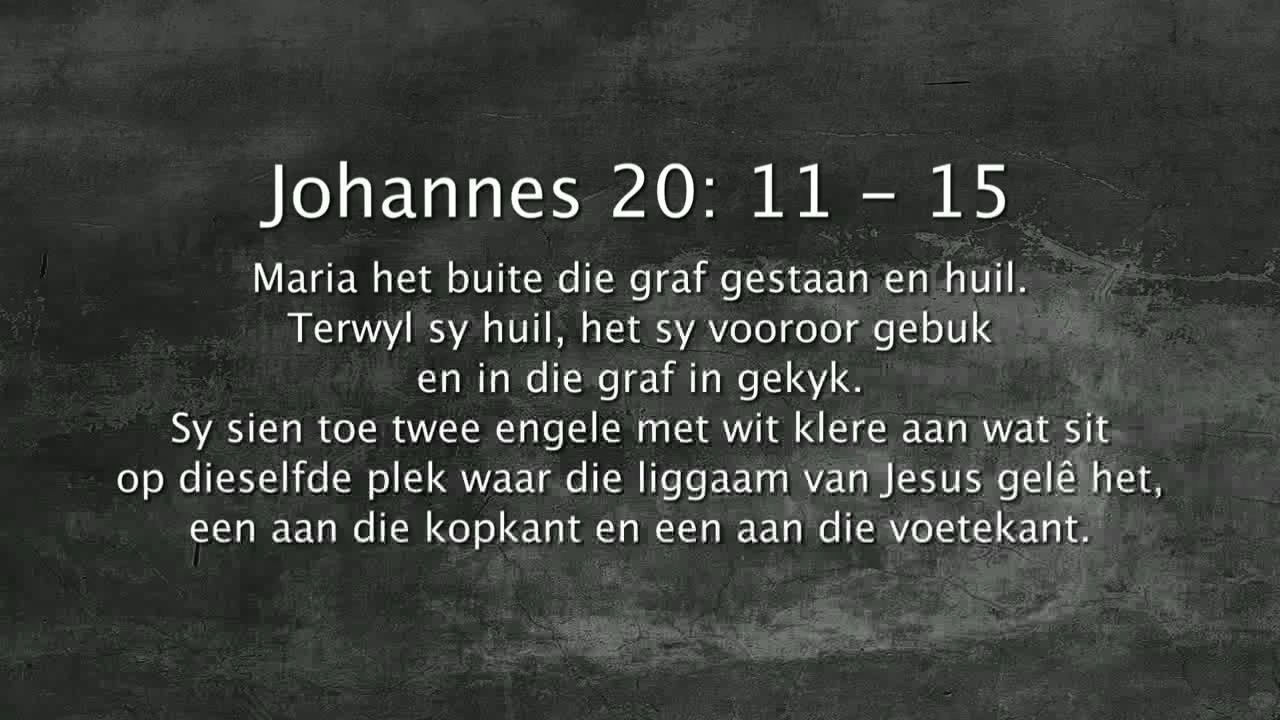 Johannes 20: 11 - 15
Maria het buite die graf gestaan en huil.
Terwyl sy huil, het sy vooroor gebuk
en in die graf in gekyk.
Sy sien toe twee engele met wit klere aan wat sit
op dieselfde plek waar die liggaam van Jesus gelê het,
een aan die kopkant en een aan die voetekant.